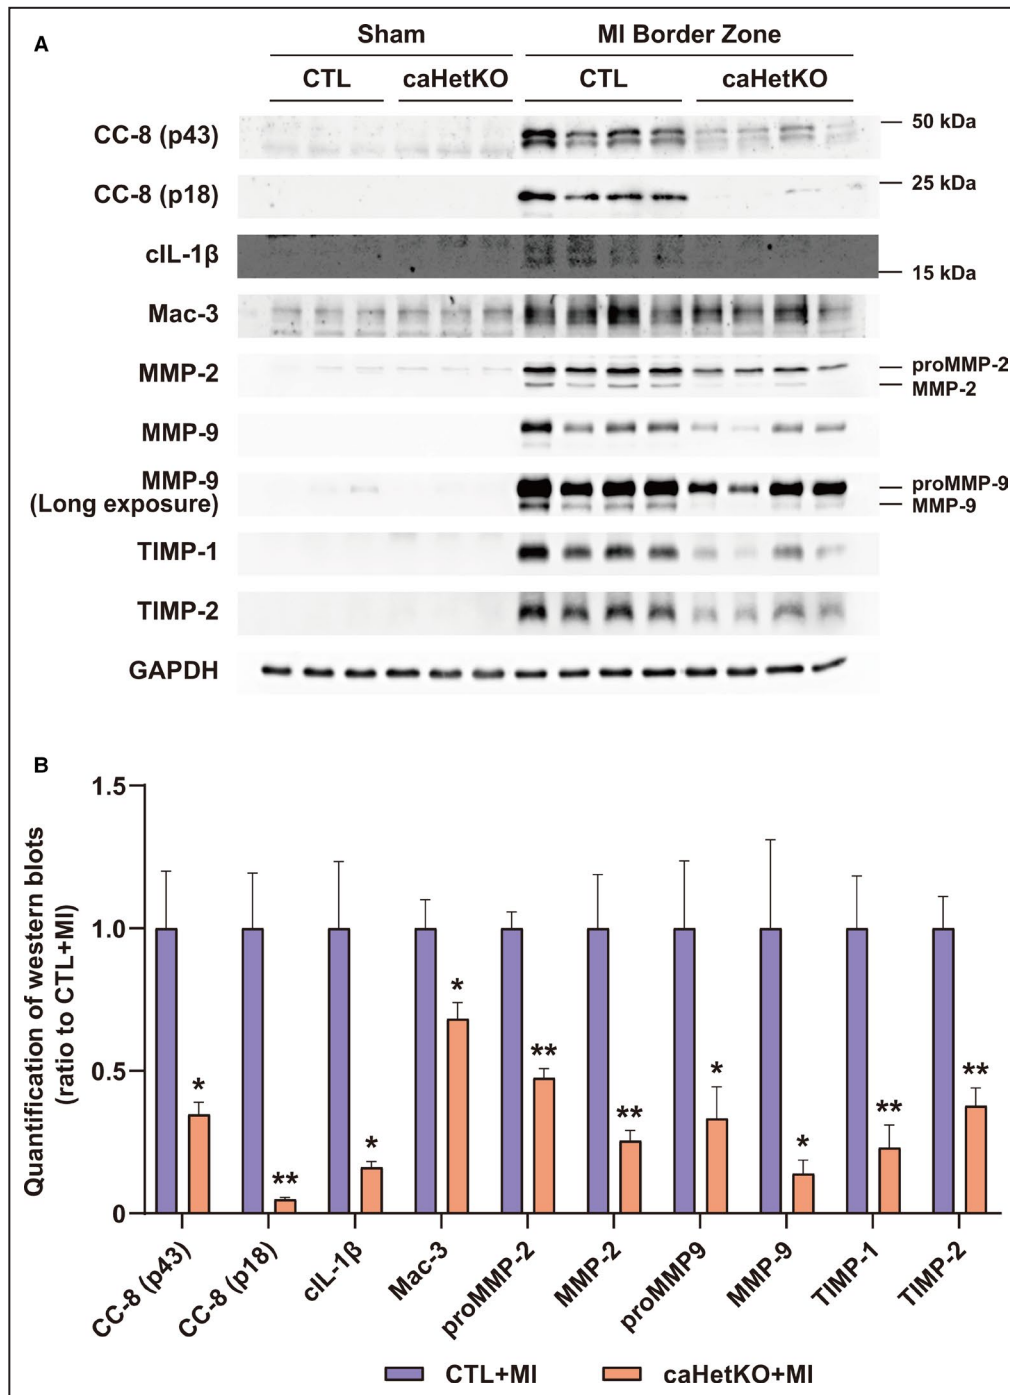 A
Sham
MI Border Zone
CTL
caHetKO
CTL
caHetKO
CC-8 (p43)
50 kDa
CC-8 (p18)
25 kDa
cIL-1β
15 kDa
Mac-3
MMP-2
proMMP-2
MMP-2
MMP-9
MMP-9
(Long exposure)
proMMP-9
MMP-9
TIMP-1
TIMP-2
GAPDH
B
Quantification of western blots
(ratio to CTL+MI)
1.5
1.0
0.5
0
*
**
*
*
**
**
*
*
**
**
CC-8 (p43)
CC-8 (p18)
cIL-1β
Mac-3
proMMP-2
MMP-2
proMMP9
MMP-9
TIMP-1
TIMP-2
CTL+MI
caHetKO+MI